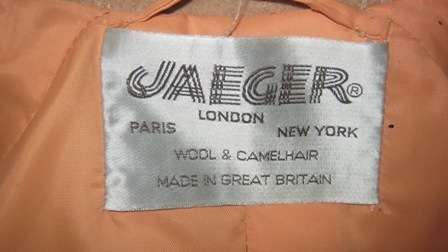 JAEGER®
LONDON
PARIS NEW YORK
WOOL & CAMELHAIR
MADE IN GREAT BRITAIN